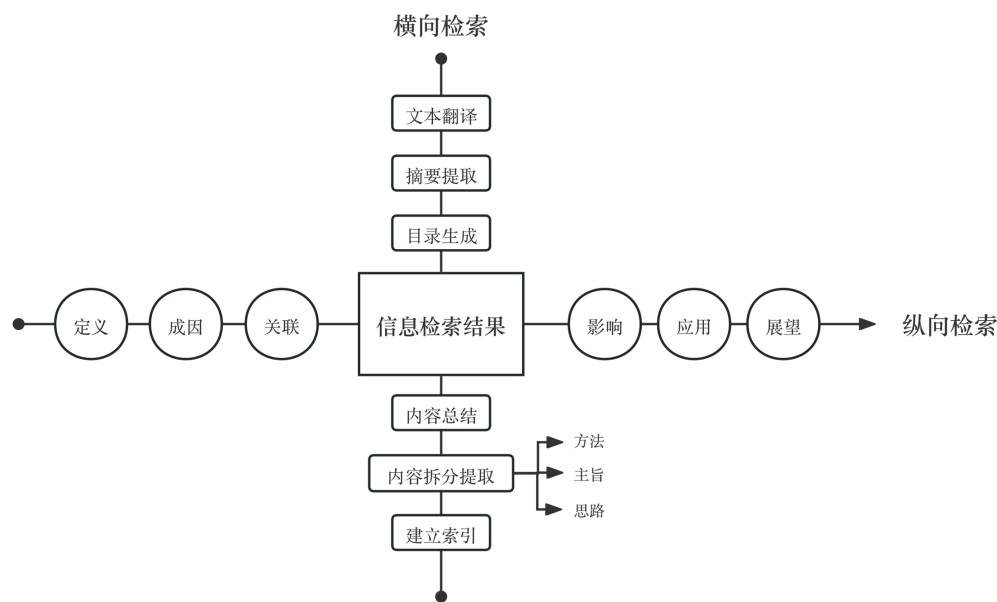 横向检索
文本翻译
摘要提取
目录生成
定义
成因
关联
信息检索结果
影响
应用
展望
纵向检索
内容总结
内容拆分提取
方法
主旨
思路
建立索引